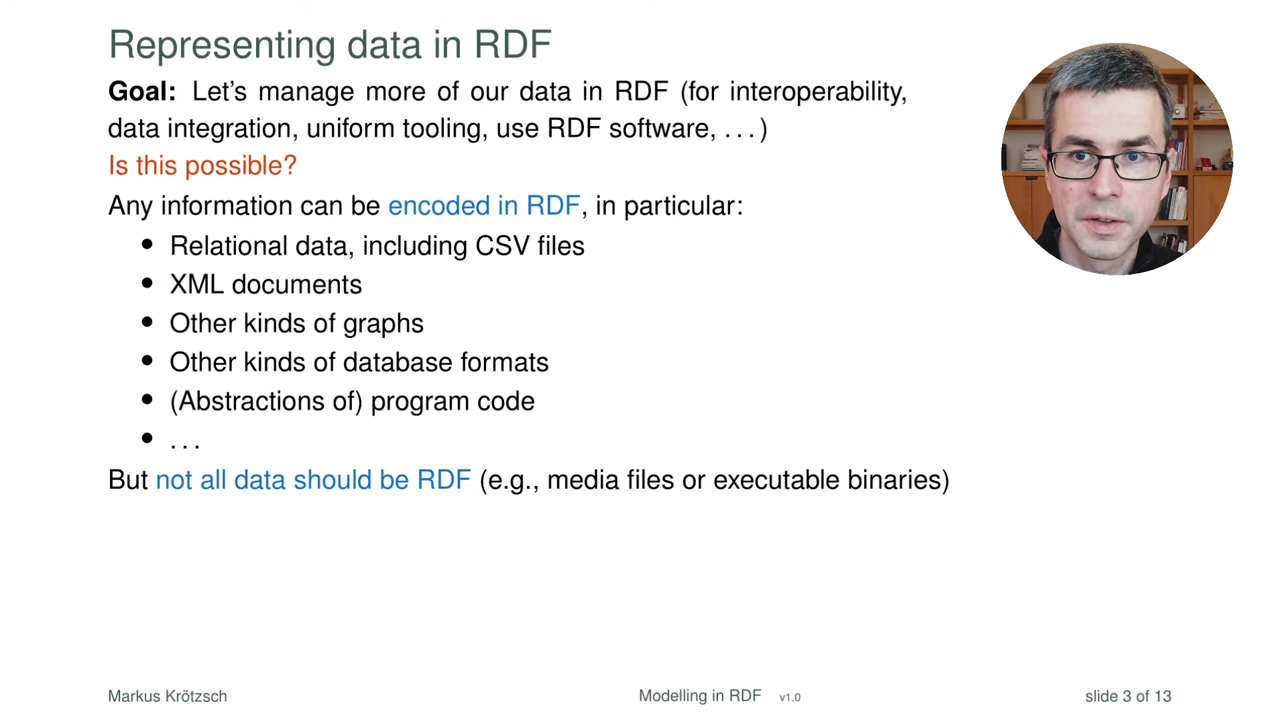 Representing data in RDF
Goal: Let's manage more of our data in RDF (for interoperability,
data integration, uniform tooling, use RDF software, . . . )
Is this possible?
Any information can be encoded in RDF, in particular:
• Relational data, including CSV files
• XML documents
• Other kinds of graphs
• Other kinds of database formats
• (Abstractions of) program code
• . . .
But not all data should be RDF (e.g., media files or executable binaries)
Markus Krötzsch Modelling in RDF v1.0 slide 3 of 13